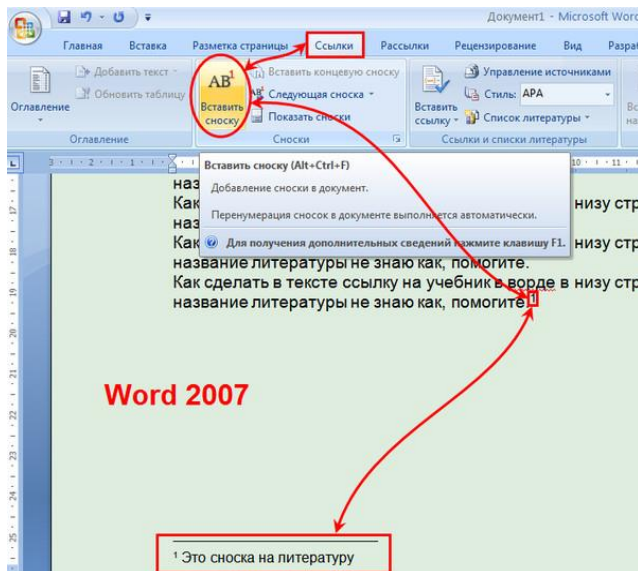 Документ1 - Microsoft Word
Главная Вставка Разметка страницы Ссылки Рассылки Рецензирование Вид Разраб
Оглавление
Добавить текст
Обновить таблицу
Оглавление
AB¹
Вставить сноску
Вставить концевую сноску
Следующая сноска
Показать сноски
Сноски
Вставить ссылку
Управление источниками
Стиль: APA
Список литературы
Ссылки и списки литературы
Вставить сноску (Alt+Ctrl+F)
Добавление сноски в документ.
Перенумерация сносок в документе выполняется автоматически.
Для получения дополнительных сведений нажмите клавишу F1.
наз
Как низу стр
наз
Как низу стр
название литературы не знаю как, помогите.
Как сделать в тексте ссылку на учебник в ворде в низу стр
название литературы не знаю как, помогите.¹
Word 2007
¹ Это сноска на литературу